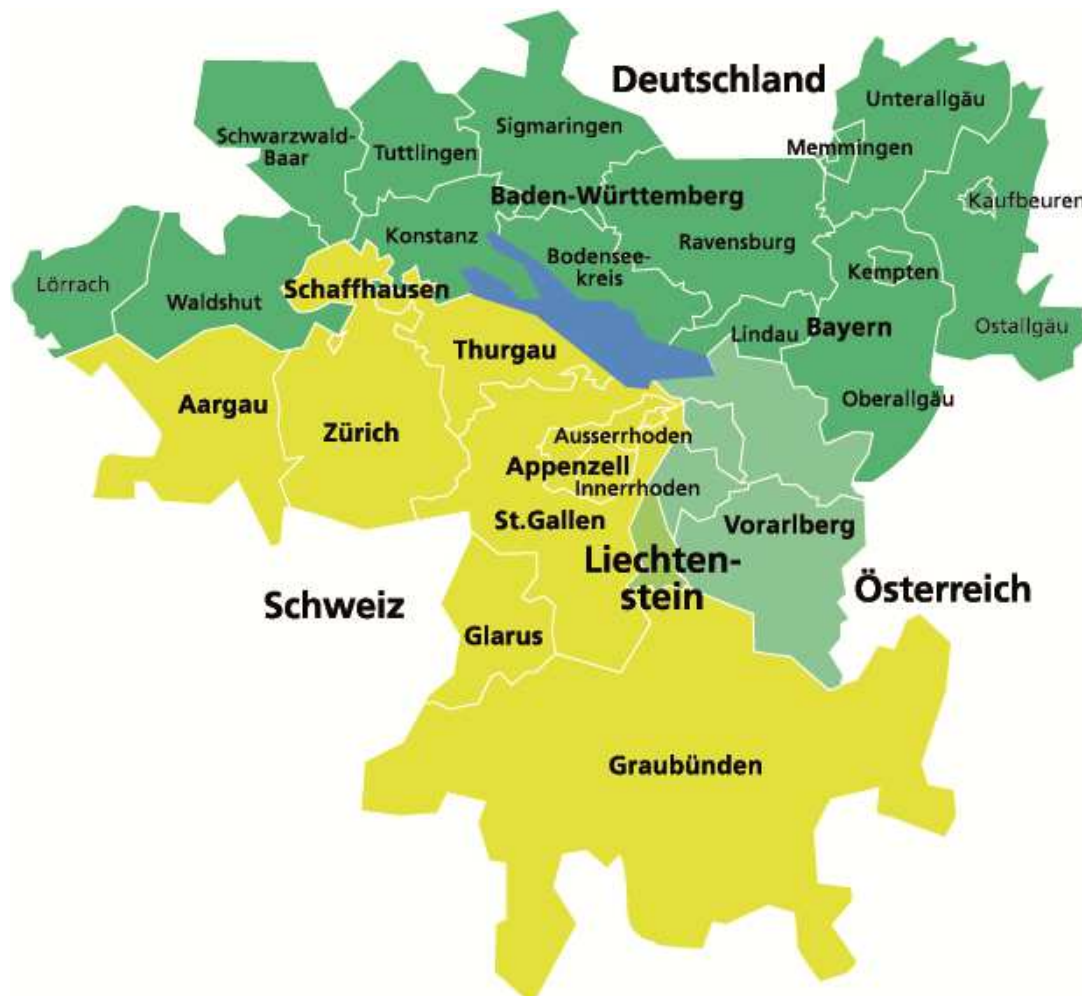 Deutschland
Unterallgäu
Sigmaringen
Schwarzwald-
Baar
Tuttlingen
Memmingen
Baden-Württemberg
Kaufbeuren
Konstanz
Ravensburg
Bodensee-
kreis
Kempten
Lörrach
Waldshut
Schaffhausen
Lindau
Bayern
Ostallgäu
Thurgau
Aargau
Oberallgäu
Zürich
Ausserrhoden
Appenzell
Innerrhoden
St.Gallen
Vorarlberg
Liechten-
stein
Österreich
Schweiz
Glarus
Graubünden